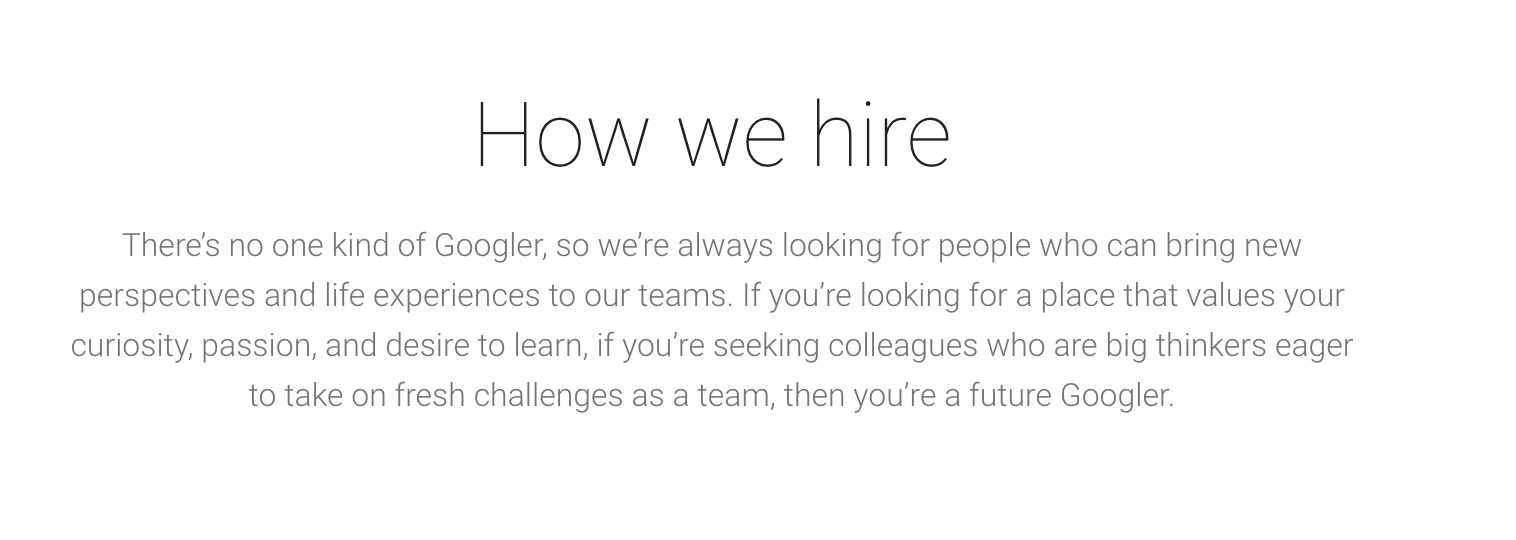 How we hire
There’s no one kind of Googler, so we’re always looking for people who can bring new
perspectives and life experiences to our teams. If you’re looking for a place that values your
curiosity, passion, and desire to learn, if you’re seeking colleagues who are big thinkers eager
to take on fresh challenges as a team, then you’re a future Googler.